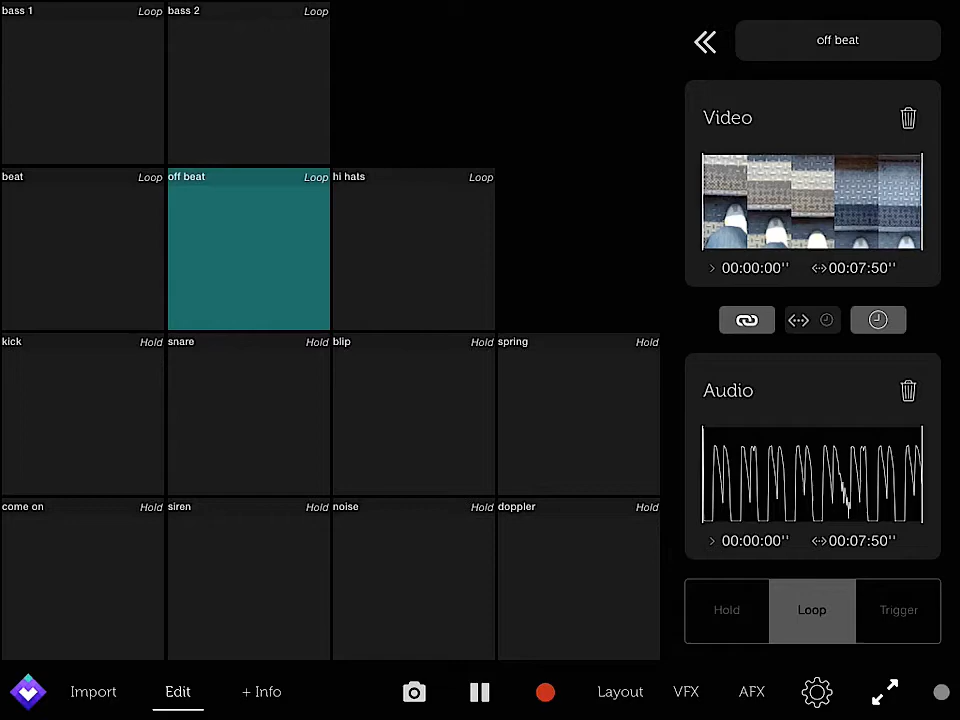 bass 1 Loop bass 2 Loop
off beat
Video
beat Loop off beat Loop hi hats Loop
> 00:00:00'' 00:07:50''
kick Hold snare Hold blip Hold spring Hold
Audio
come on Hold siren Hold noise Hold doppler Hold
> 00:00:00'' 00:07:50''
Hold Loop Trigger
Import Edit + Info Layout VFX AFX